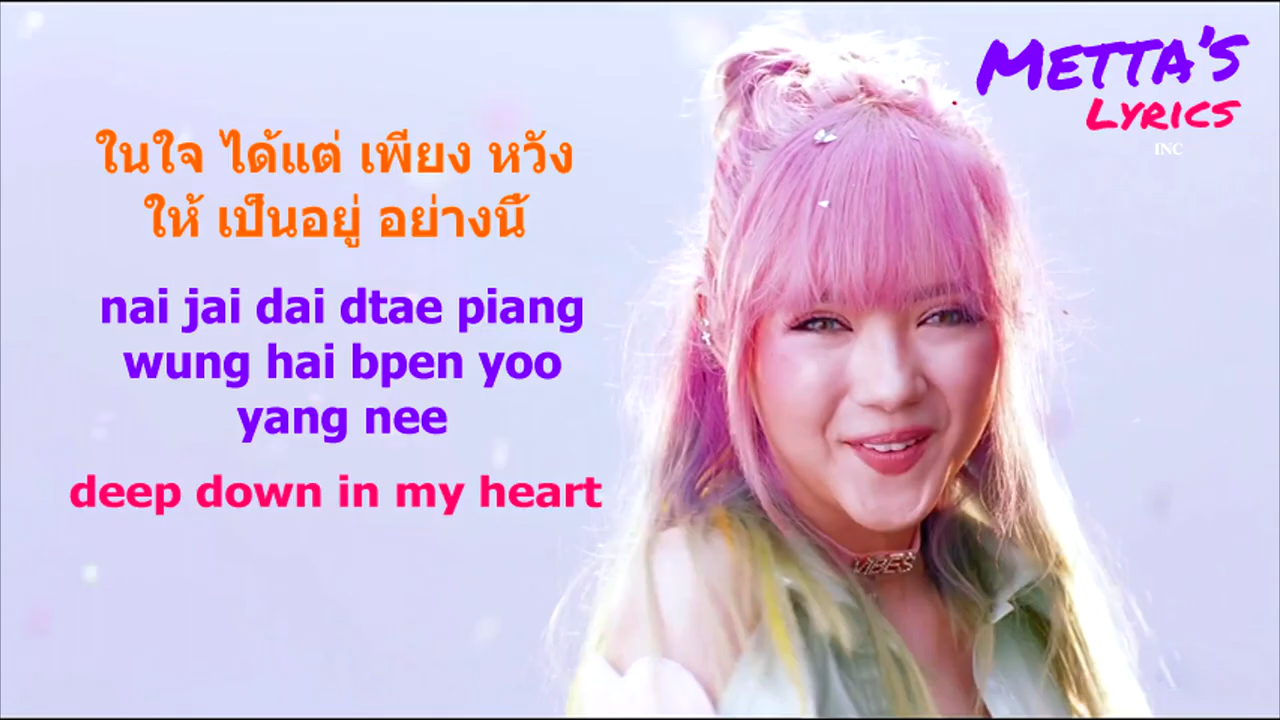 METTA'S
LYRICS
INC
ในใจ ได้แต่ เพียง หวัง
ให้ เป็นอยู่ อย่างนี้
nai jai dai dtae piang
wung hai bpen yoo
yang nee
deep down in my heart
VIBES